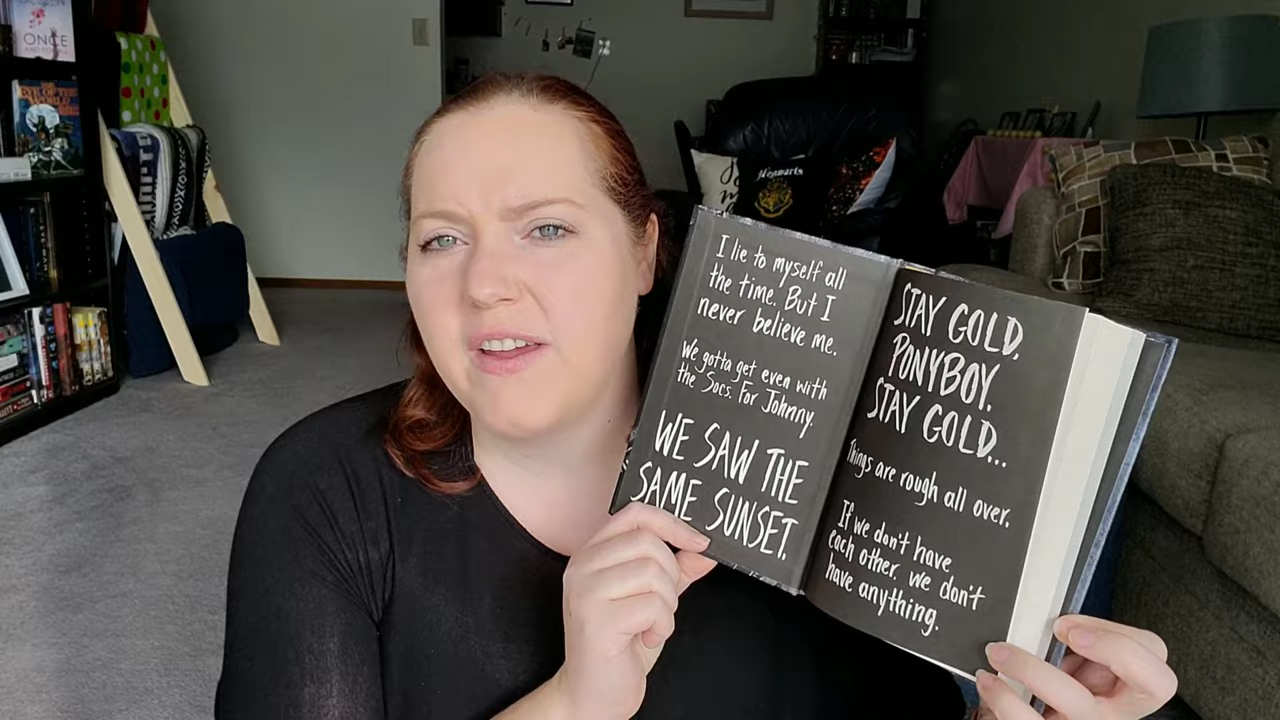 ONCE
Hogwarts
I lie to myself all
the time. But I
never believe me.
We gotta get even with
the Socs. For Johnny.
WE SAW THE
SAME SUNSET.
STAY GOLD,
PONYBOY.
STAY GOLD...
Things are rough all over.
If we don't have
each other, we don't
have anything.